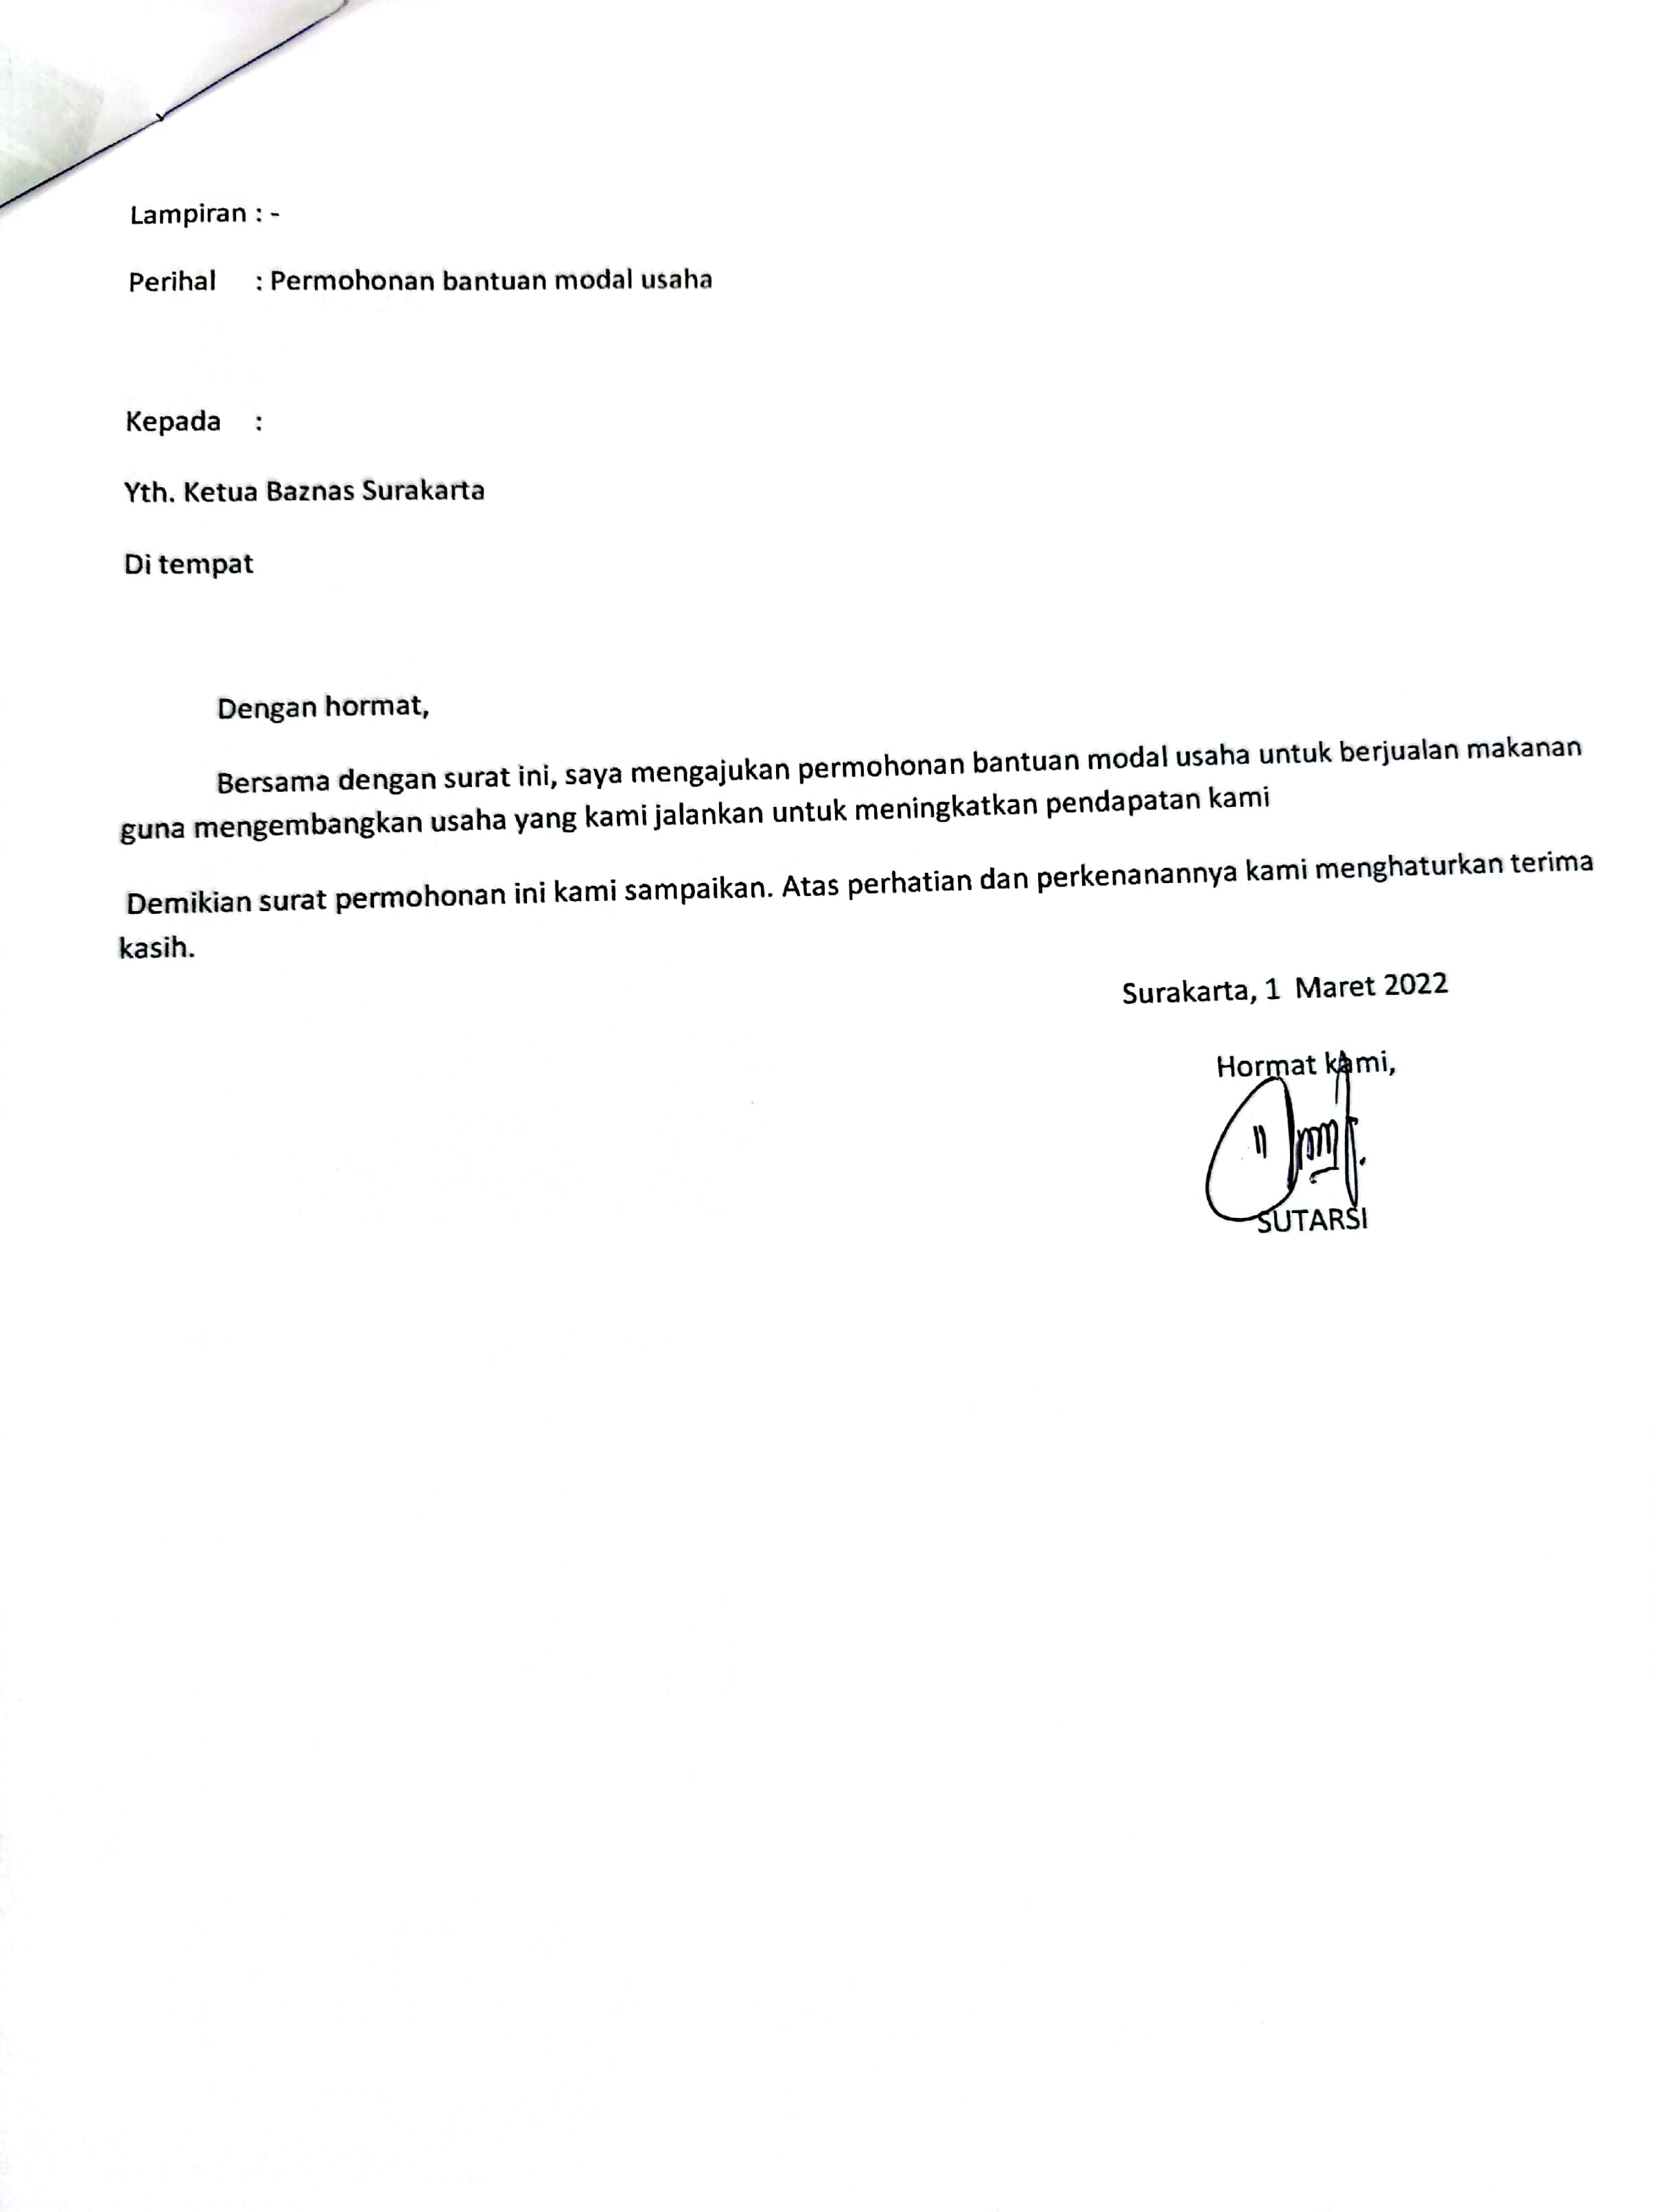 Lampiran : -
Perihal : Permohonan bantuan modal usaha
Kepada :
Yth. Ketua Baznas Surakarta
Di tempat
Dengan hormat,
Bersama dengan surat ini, saya mengajukan permohonan bantuan modal usaha untuk berjualan makanan
guna mengembangkan usaha yang kami jalankan untuk meningkatkan pendapatan kami
Demikian surat permohonan ini kami sampaikan. Atas perhatian dan perkenanannya kami menghaturkan terima
kasih.
Surakarta, 1 Maret 2022
Hormat kami,
SUTARSI